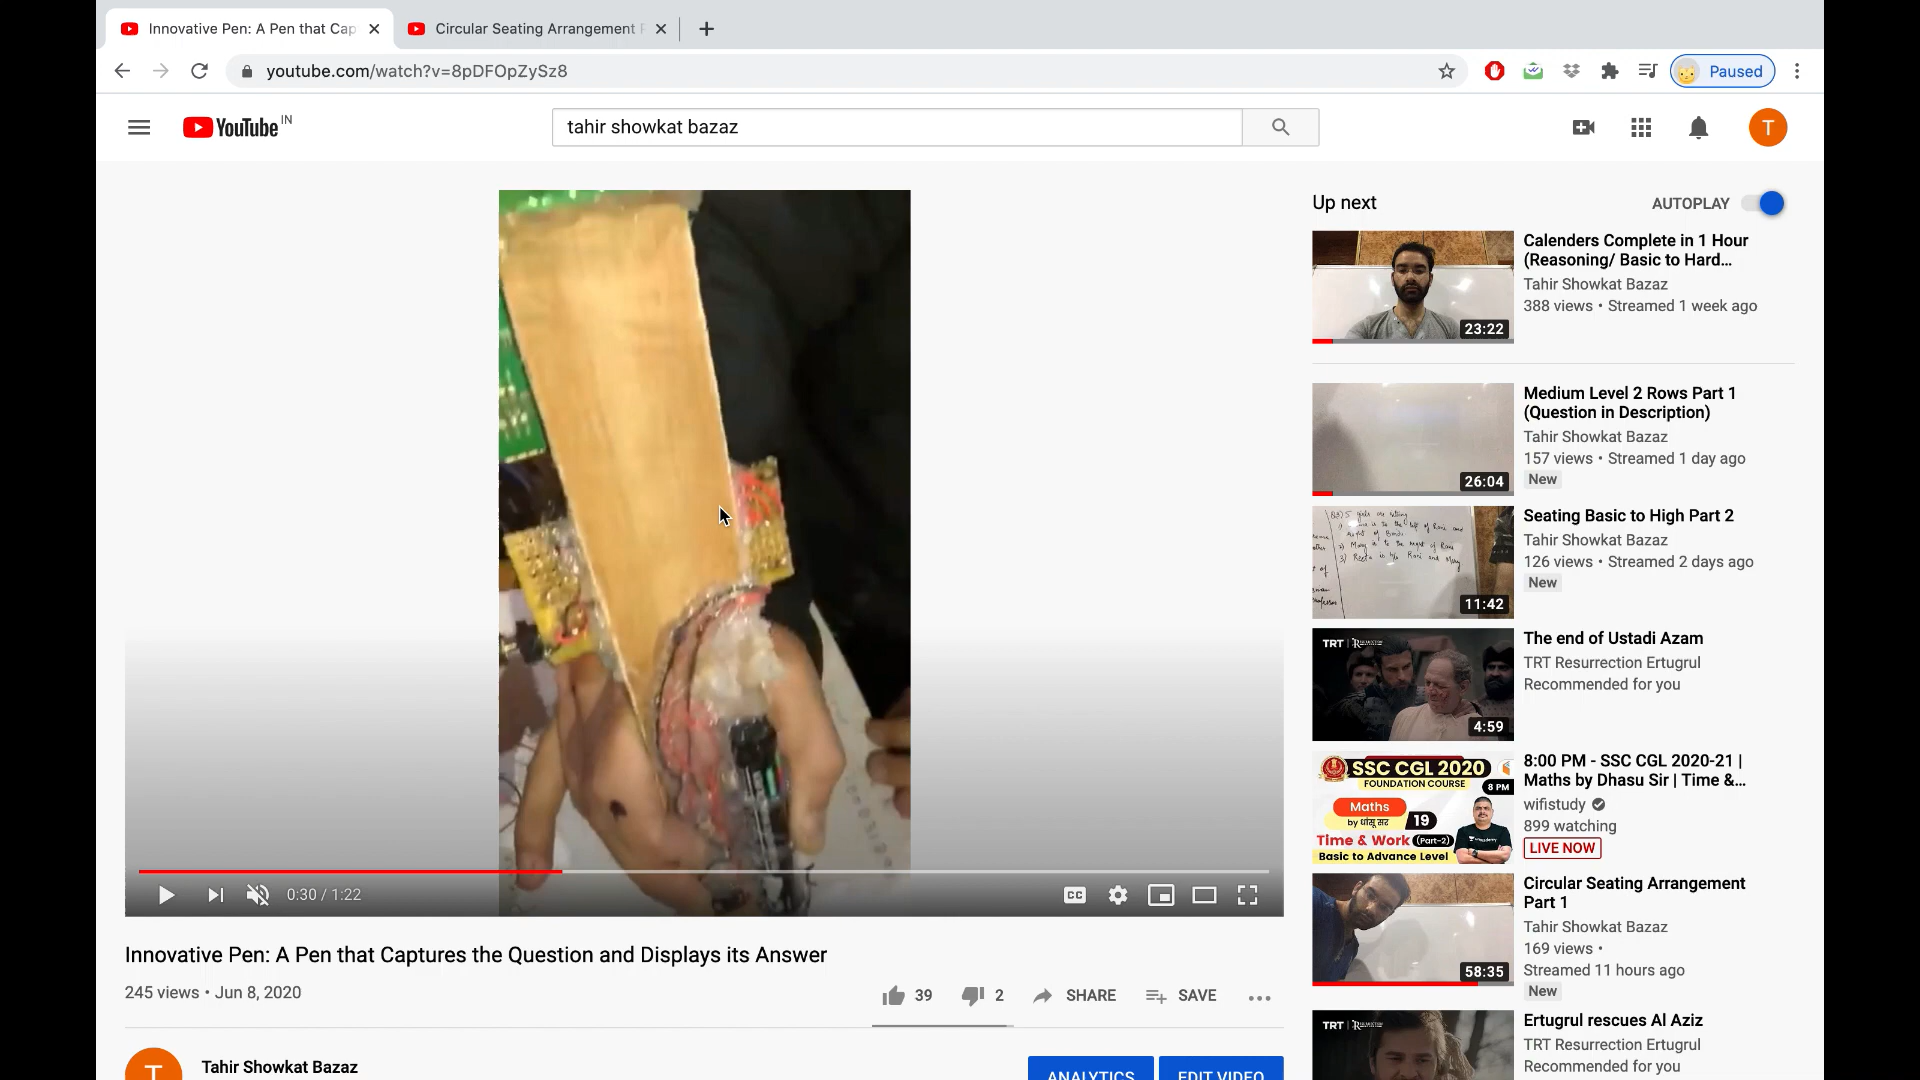 Innovative Pen: A Pen that Cap
Circular Seating Arrangement P
youtube.com/watch?v=8pDFOpZySz8
Paused
YouTube IN
tahir showkat bazaz
T
Up next
AUTOPLAY
23:22
Calenders Complete in 1 Hour
(Reasoning/ Basic to Hard...
Tahir Showkat Bazaz
388 views • Streamed 1 week ago
26:04
Medium Level 2 Rows Part 1
(Question in Description)
Tahir Showkat Bazaz
157 views • Streamed 1 day ago
New
11:42
Seating Basic to High Part 2
Tahir Showkat Bazaz
126 views • Streamed 2 days ago
New
TRT
4:59
The end of Ustadi Azam
TRT Resurrection Ertugrul
Recommended for you
SSC CGL 2020
FOUNDATION COURSE
8 PM
Maths
by धांसू सर
19
Time & Work (Part-2)
Basic to Advance Level
8:00 PM - SSC CGL 2020-21 |
Maths by Dhasu Sir | Time &...
wifistudy
899 watching
LIVE NOW
58:35
Circular Seating Arrangement
Part 1
Tahir Showkat Bazaz
169 views •
Streamed 11 hours ago
New
TRT
Ertugrul rescues Al Aziz
TRT Resurrection Ertugrul
Recommended for you
0:30 / 1:22
CC
Innovative Pen: A Pen that Captures the Question and Displays its Answer
245 views • Jun 8, 2020
39
2
SHARE
SAVE
T
Tahir Showkat Bazaz
ANALYTICS
EDIT VIDEO